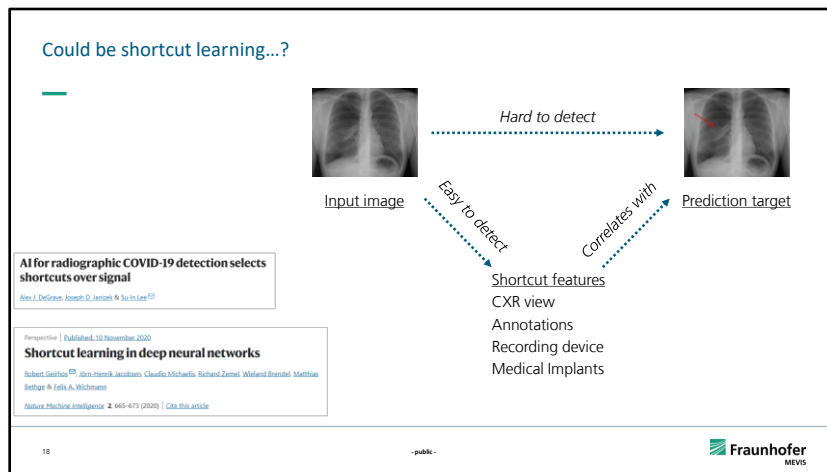 Could be shortcut learning...?
Hard to detect
Input image
Prediction target
Easy to detect
Correlates with
Shortcut features
CXR view
Annotations
Recording device
Medical Implants
AI for radiographic COVID-19 detection selects
shortcuts over signal
Alex J. DeGrave, Joseph D. Janizek & Su-In Lee
Perspective | Published: 10 November 2020
Shortcut learning in deep neural networks
Robert Geirhos, Jörn-Henrik Jacobsen, Claudio Michaelis, Richard Zemel, Wieland Brendel, Matthias
Bethge & Felix A. Wichmann
Nature Machine Intelligence 2, 665–673 (2020) | Cite this article
18
- public -
Fraunhofer
MEVIS